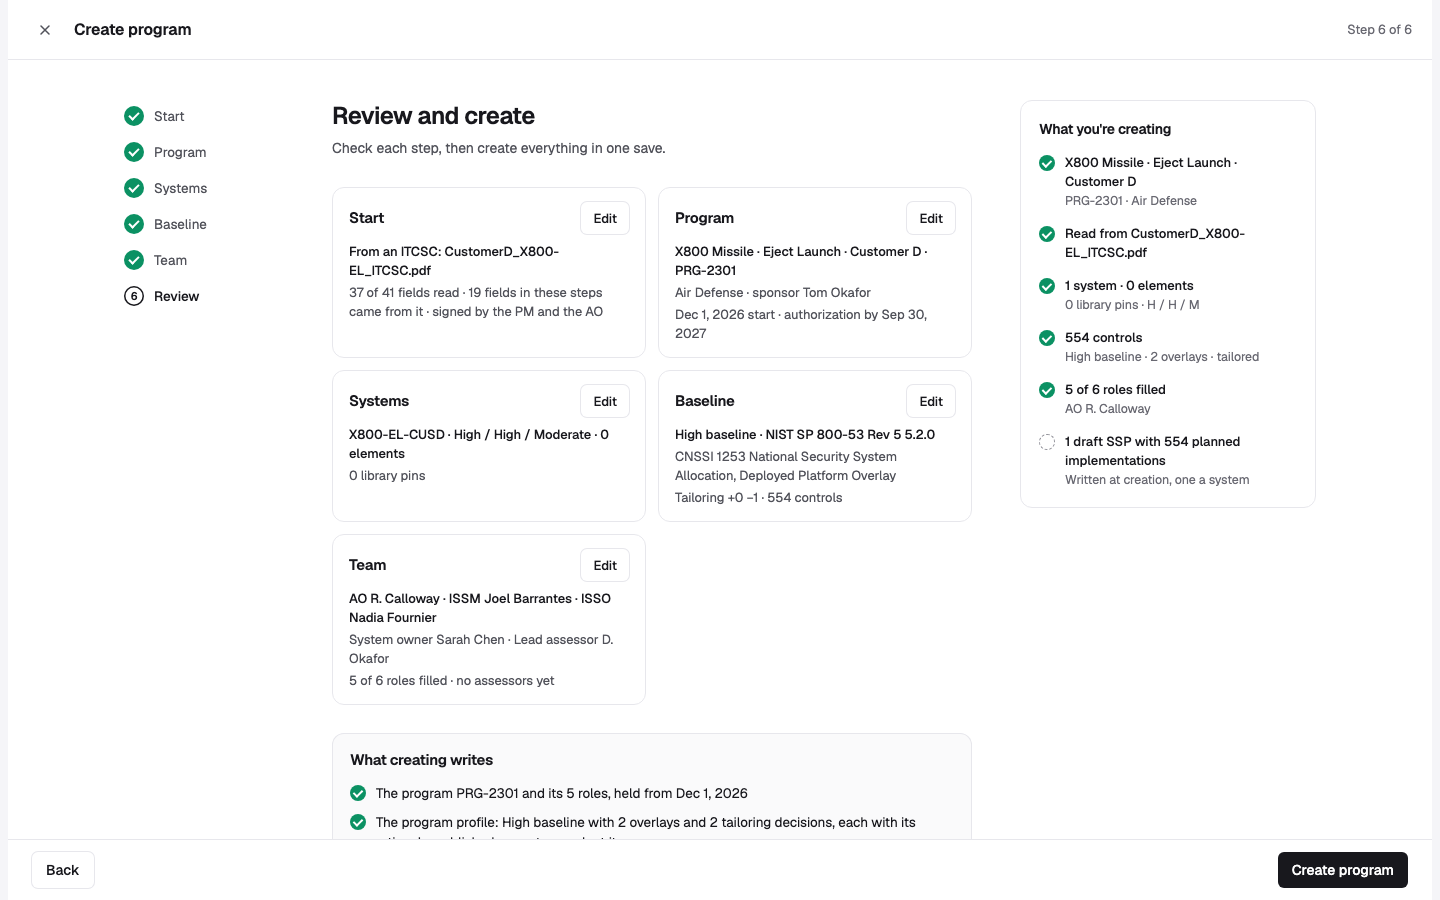 Create program
Step 6 of 6
Start
Program
Systems
Baseline
Team
6 Review
Review and create
Check each step, then create everything in one save.
Start
Edit
From an ITCSC: CustomerD_X800-
EL_ITCSC.pdf
37 of 41 fields read · 19 fields in these steps
came from it · signed by the PM and the AO
Program
Edit
X800 Missile · Eject Launch · Customer D ·
PRG-2301
Air Defense · sponsor Tom Okafor
Dec 1, 2026 start · authorization by Sep 30,
2027
Systems
Edit
X800-EL-CUSD · High / High / Moderate · 0
elements
0 library pins
Baseline
Edit
High baseline · NIST SP 800-53 Rev 5 5.2.0
CNSSI 1253 National Security System
Allocation, Deployed Platform Overlay
Tailoring +0 −1 · 554 controls
Team
Edit
AO R. Calloway · ISSM Joel Barrantes · ISSO
Nadia Fournier
System owner Sarah Chen · Lead assessor D.
Okafor
5 of 6 roles filled · no assessors yet
What creating writes
The program PRG-2301 and its 5 roles, held from Dec 1, 2026
The program profile: High baseline with 2 overlays and 2 tailoring decisions, each with its
What you're creating
X800 Missile · Eject Launch ·
Customer D
PRG-2301 · Air Defense
Read from CustomerD_X800-
EL_ITCSC.pdf
1 system · 0 elements
0 library pins · H / H / M
554 controls
High baseline · 2 overlays · tailored
5 of 6 roles filled
AO R. Calloway
1 draft SSP with 554 planned
implementations
Written at creation, one a system
Back
Create program